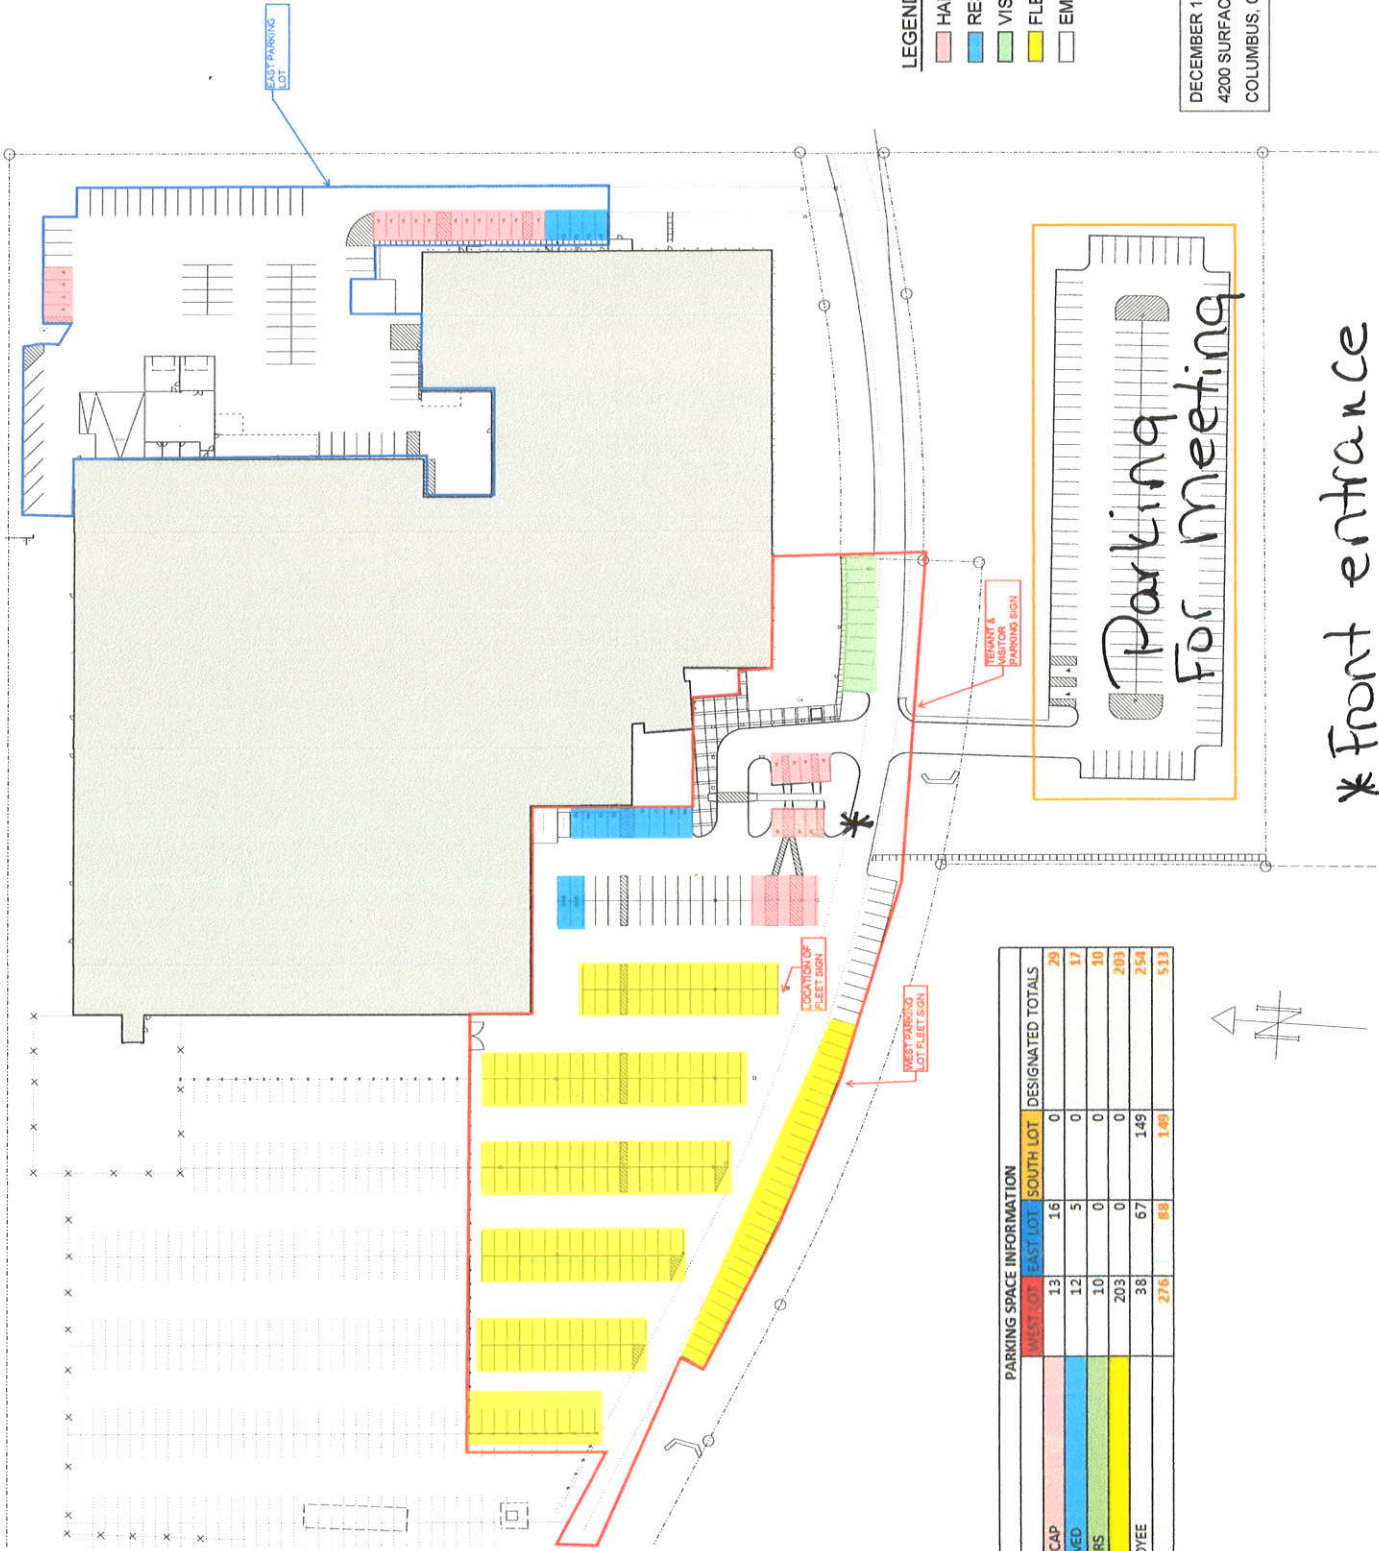 EAST PARKING
LOT
LEGEND
HA
RE
VIS
FLE
EM
DECEMBER 1
4200 SURFAC
COLUMBUS,
TENANT &
VISITOR
PARKING SIGN
Parking
For Meeting
* Front entrance
*
LOCATION OF
FLEET SIGN
WEST PARKING
LOT FLEET SIGN
N
PARKING SPACE INFORMATION
WEST LOT EAST LOT SOUTH LOT DESIGNATED TOTALS
CAP 13 16 0 29
VED 12 5 0 17
RS 10 0 0 10
203 0 0 203
OYEE 38 67 149 254
276 88 149 513